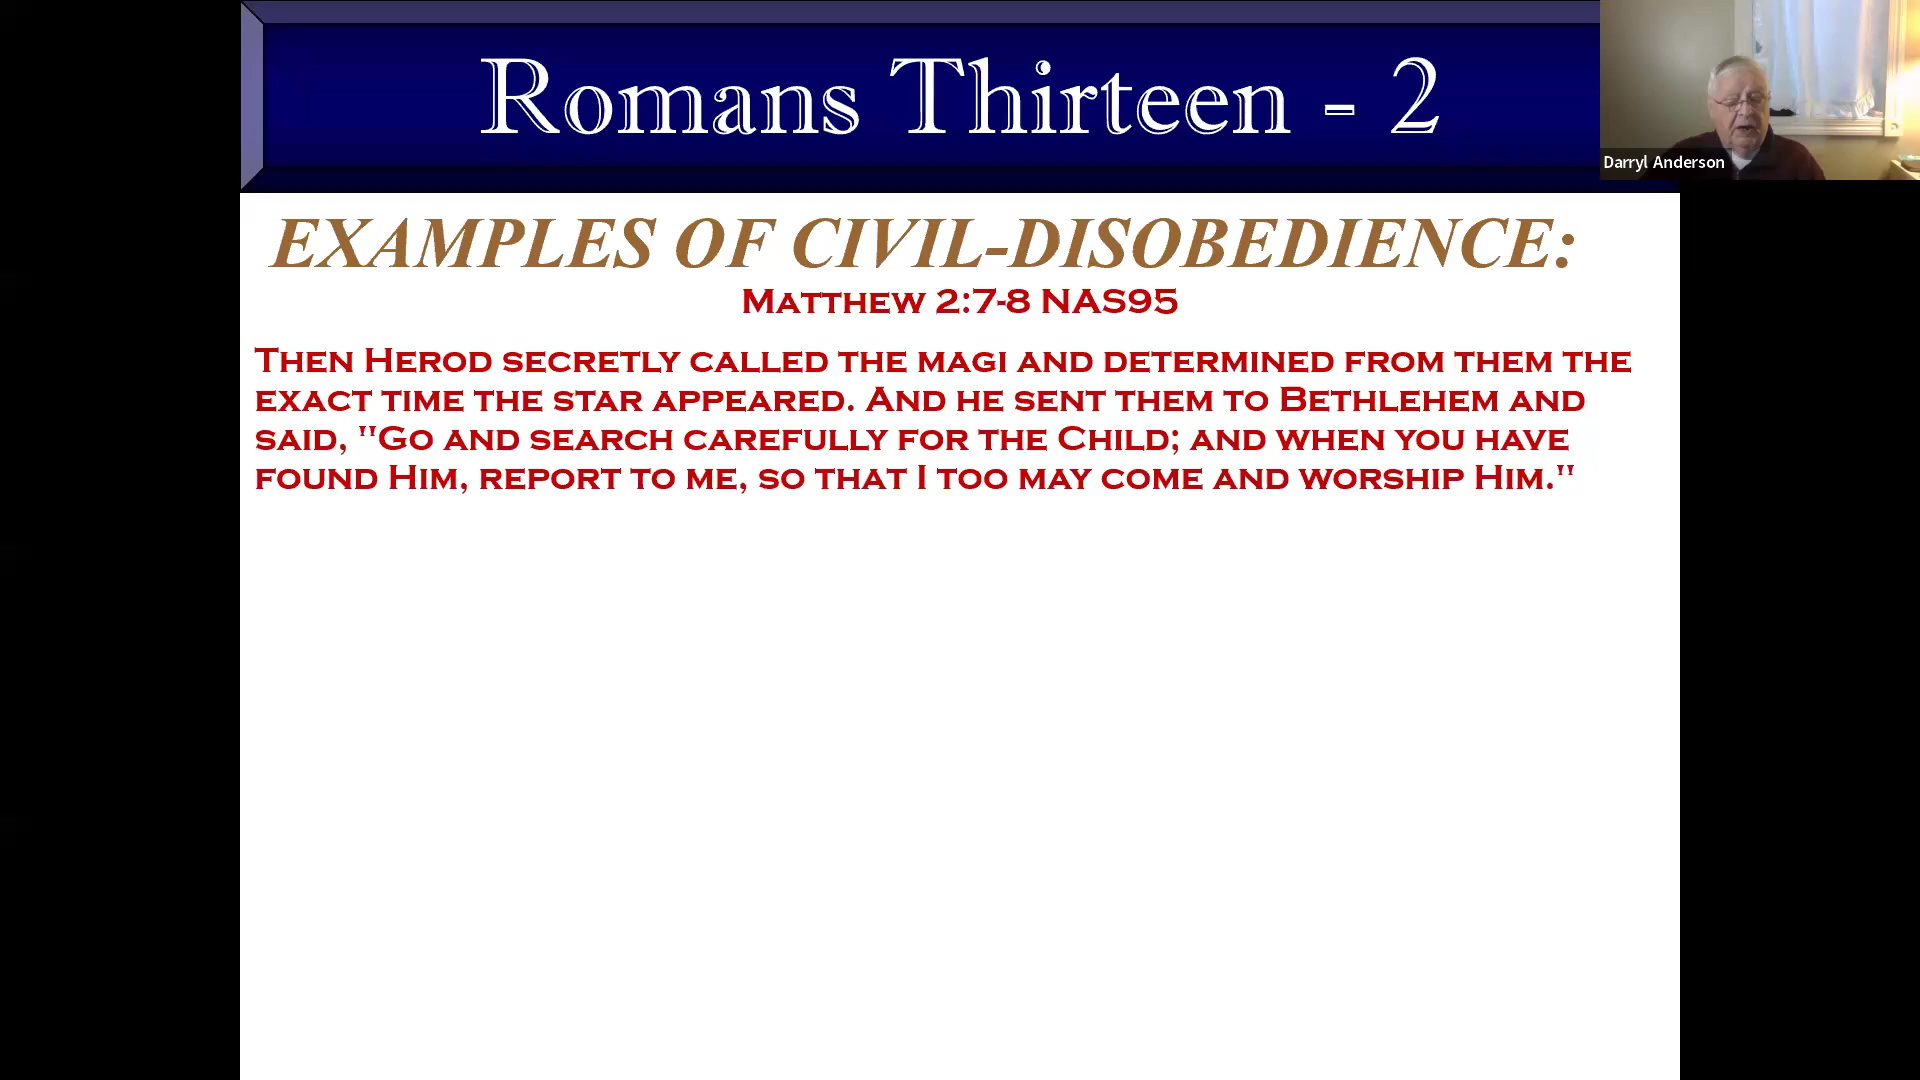 Romans Thirteen - 2
Darryl Anderson
EXAMPLES OF CIVIL-DISOBEDIENCE:
Matthew 2:7-8 NAS95
Then Herod secretly called the magi and determined from them the
exact time the star appeared. And he sent them to Bethlehem and
said, "Go and search carefully for the Child; and when you have
found Him, report to me, so that I too may come and worship Him."